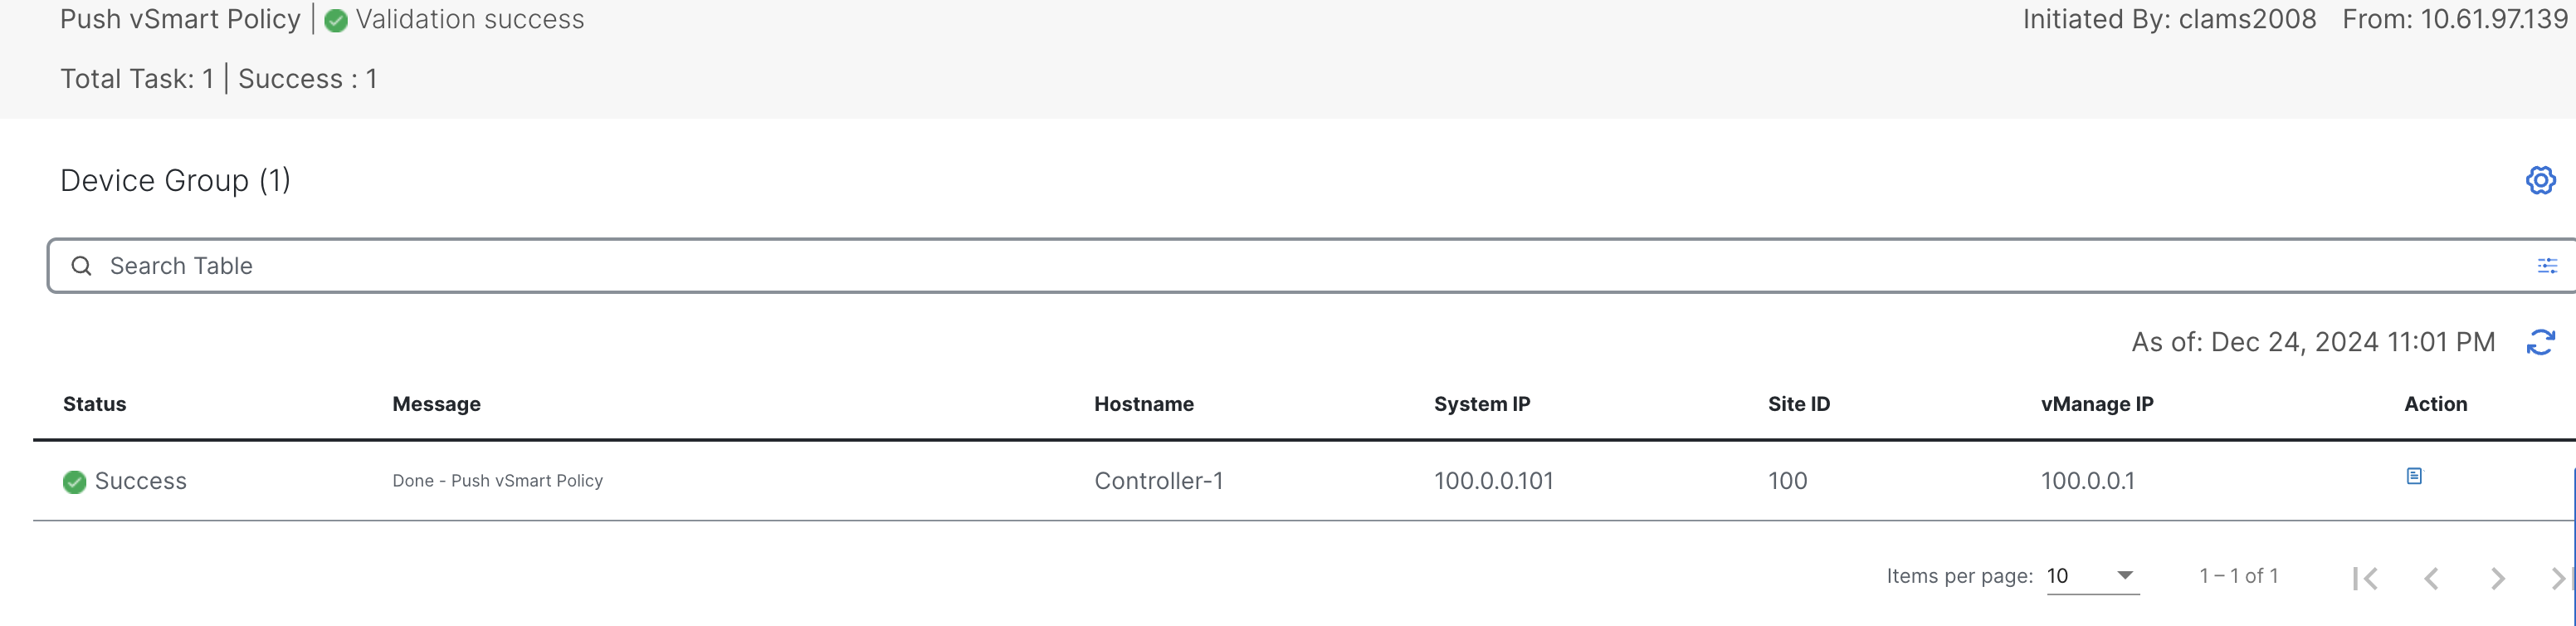 Push vSmart Policy | Validation success Initiated By: clams2008 From: 10.61.97.139
Total Task: 1 | Success : 1
Device Group (1)
Search Table
As of: Dec 24, 2024 11:01 PM
Status Message Hostname System IP Site ID vManage IP Action
Success Done - Push vSmart Policy Controller-1 100.0.0.101 100 100.0.0.1
Items per page: 10 1 – 1 of 1